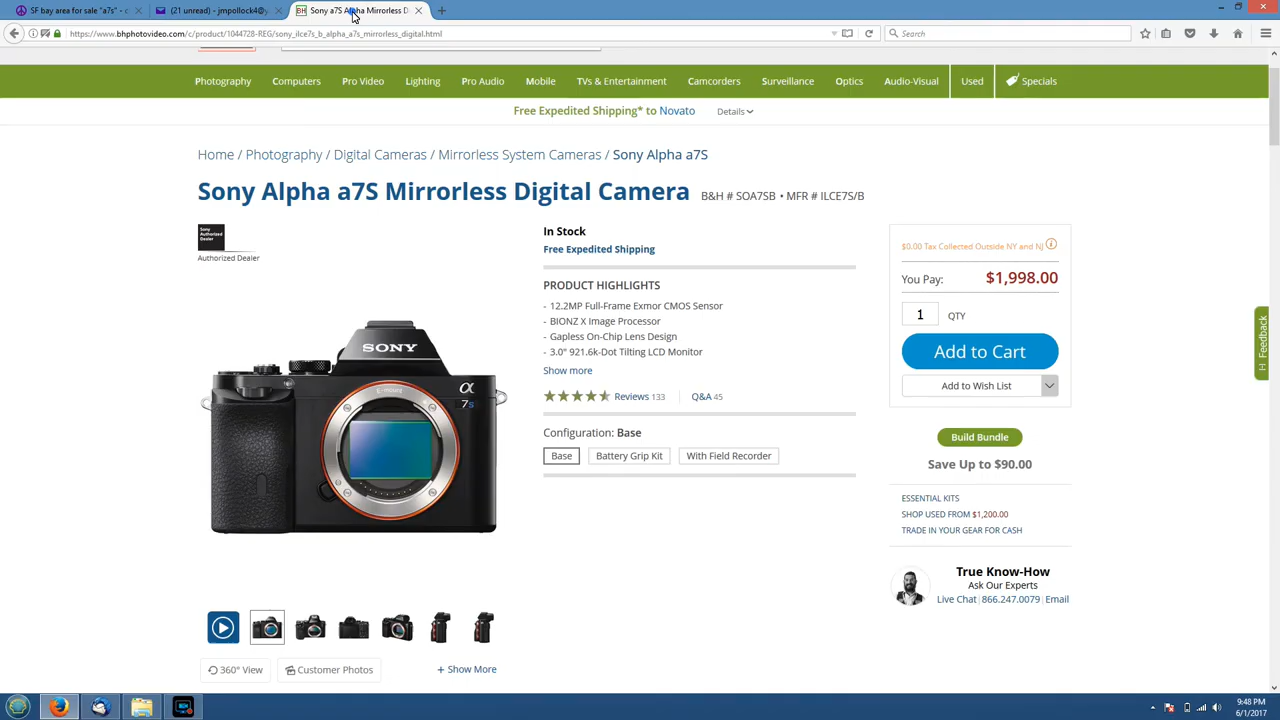 SF bay area for sale "a7s" - c
(21 unread) - jmpollock4@y
Sony a7S Alpha Mirrorless D
https://www.bhphotovideo.com/c/product/1044728-REG/sony_ilce7s_b_alpha_a7s_mirrorless_digital.html
Search
Photography Computers Pro Video Lighting Pro Audio Mobile TVs & Entertainment Camcorders Surveillance Optics Audio-Visual Used Specials
Free Expedited Shipping* to Novato Details
Home / Photography / Digital Cameras / Mirrorless System Cameras / Sony Alpha a7S
Sony Alpha a7S Mirrorless Digital Camera B&H # SOA7SB • MFR # ILCE7S/B
Sony
Authorized
Dealer
Authorized Dealer
SONY
E-mount
α
7s
In Stock
Free Expedited Shipping
PRODUCT HIGHLIGHTS
- 12.2MP Full-Frame Exmor CMOS Sensor
- BIONZ X Image Processor
- Gapless On-Chip Lens Design
- 3.0" 921.6k-Dot Tilting LCD Monitor
Show more
Reviews 133 Q&A 45
Configuration: Base
Base Battery Grip Kit With Field Recorder
$0.00 Tax Collected Outside NY and NJ
You Pay: $1,998.00
1 QTY
Add to Cart
Add to Wish List
Build Bundle
Save Up to $90.00
ESSENTIAL KITS
SHOP USED FROM $1,200.00
TRADE IN YOUR GEAR FOR CASH
True Know-How
Ask Our Experts
Live Chat 866.247.0079 Email
Feedback
360° View Customer Photos + Show More
9:48 PM
6/1/2017